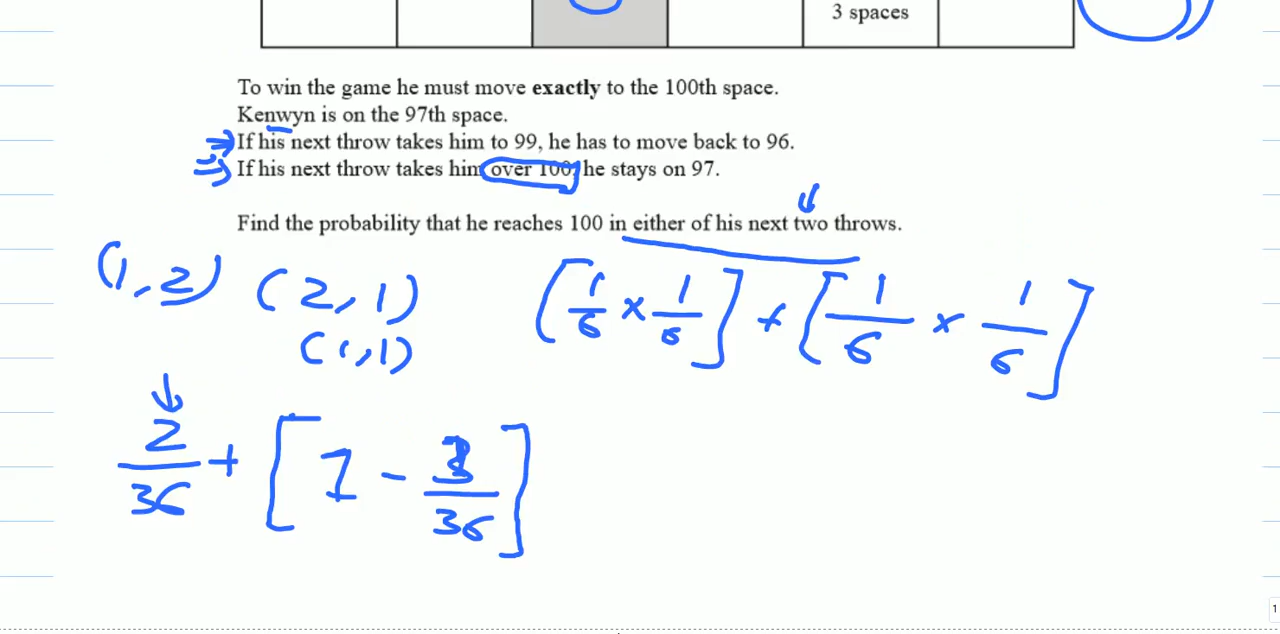 3 spaces
To win the game he must move exactly to the 100th space.
Kenwyn is on the 97th space.
If his next throw takes him to 99, he has to move back to 96.
If his next throw takes him over 100, he stays on 97.
Find the probability that he reaches 100 in either of his next two throws.
(1, 2) (2, 1) [1/6 × 1/6] + [1/6 × 1/6]
(1, 1)
2/36 + [1 - 3/36]
1